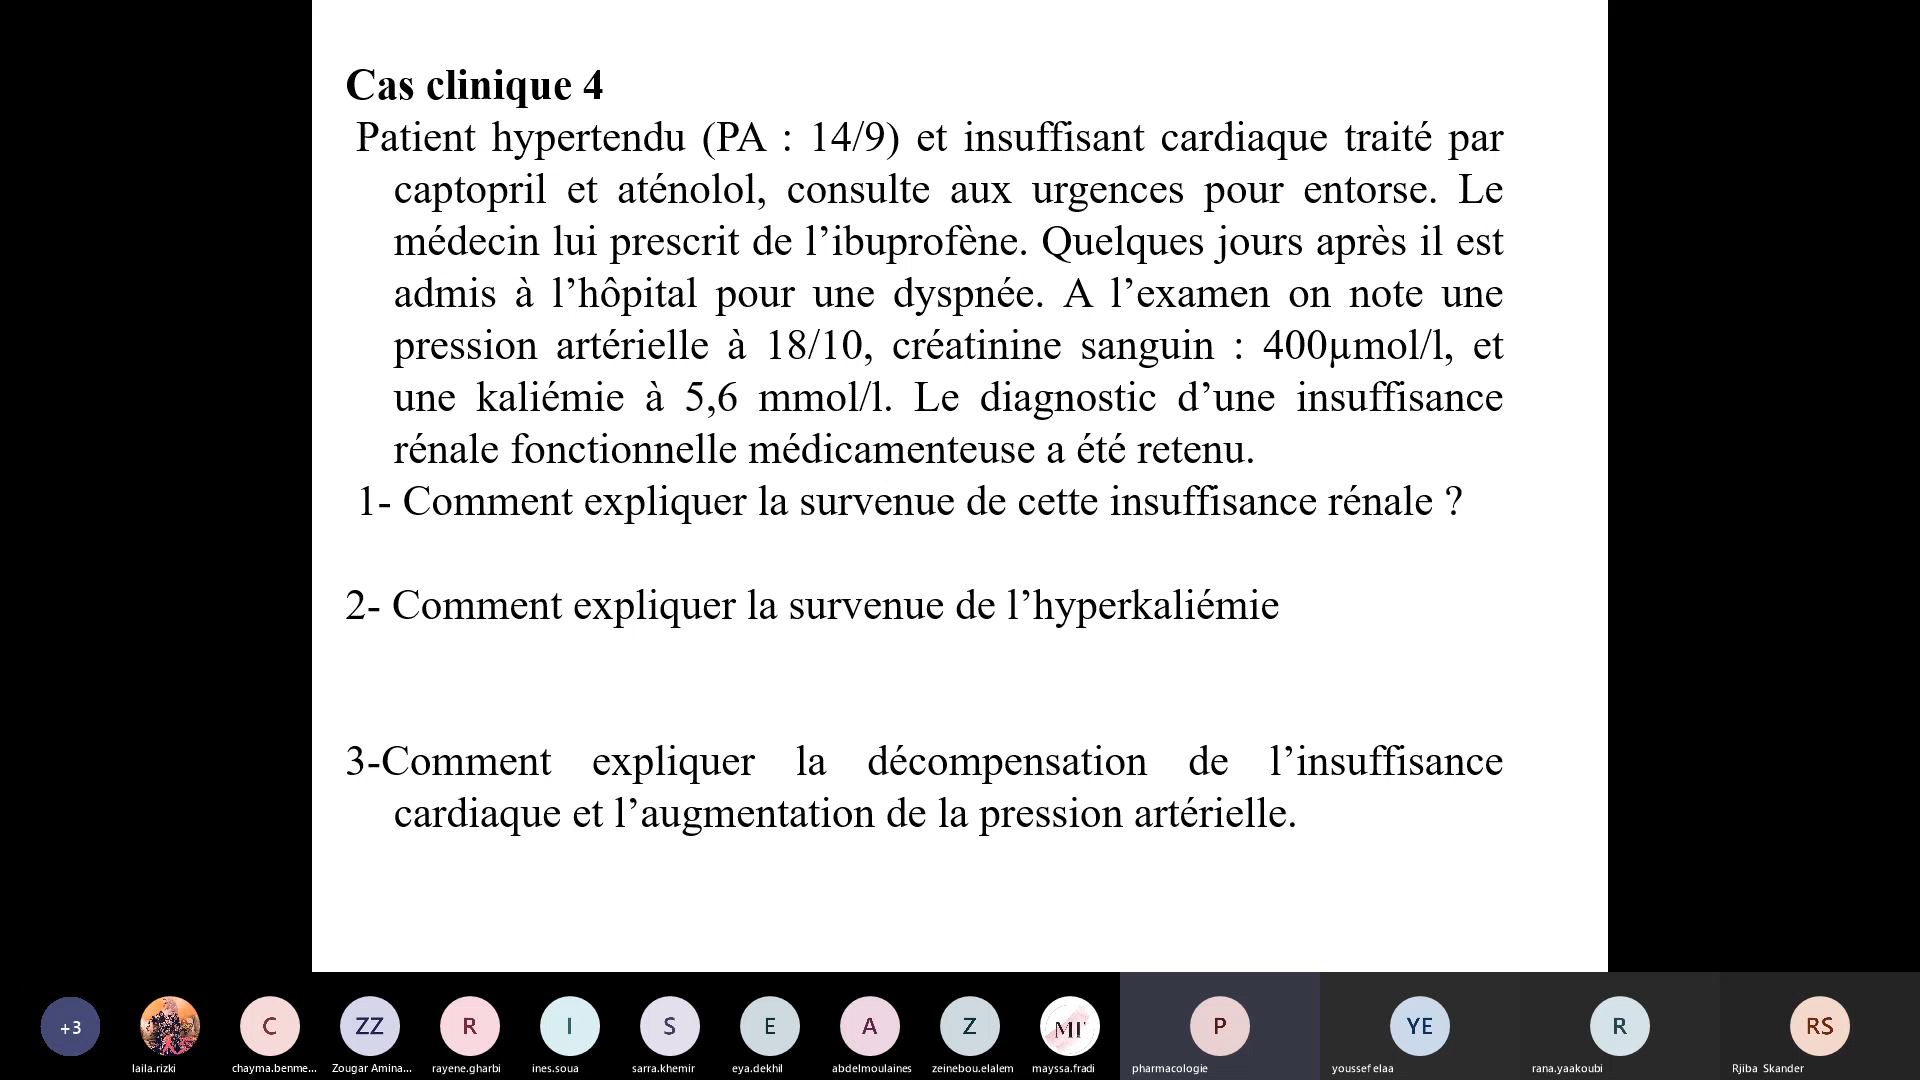 Cas clinique 4
Patient hypertendu (PA : 14/9) et insuffisant cardiaque traité par
captopril et aténolol, consulte aux urgences pour entorse. Le
médecin lui prescrit de l’ibuprofène. Quelques jours après il est
admis à l’hôpital pour une dyspnée. A l’examen on note une
pression artérielle à 18/10, créatinine sanguin : 400µmol/l, et
une kaliémie à 5,6 mmol/l. Le diagnostic d’une insuffisance
rénale fonctionnelle médicamenteuse a été retenu.
1- Comment expliquer la survenue de cette insuffisance rénale ?
2- Comment expliquer la survenue de l’hyperkaliémie
3-Comment expliquer la décompensation de l’insuffisance
cardiaque et l’augmentation de la pression artérielle.
+3 C ZZ R I S E A Z MF P YE R RS
laila.rizki chayma.benme... Zougar Amina... rayene.gharbi ines.soua sarra.khemir eya.dekhil abdelmoulaines zeinebou.elalem mayssa.fradi pharmacologie youssef elaa rana.yaakoubi Rjiba Skander